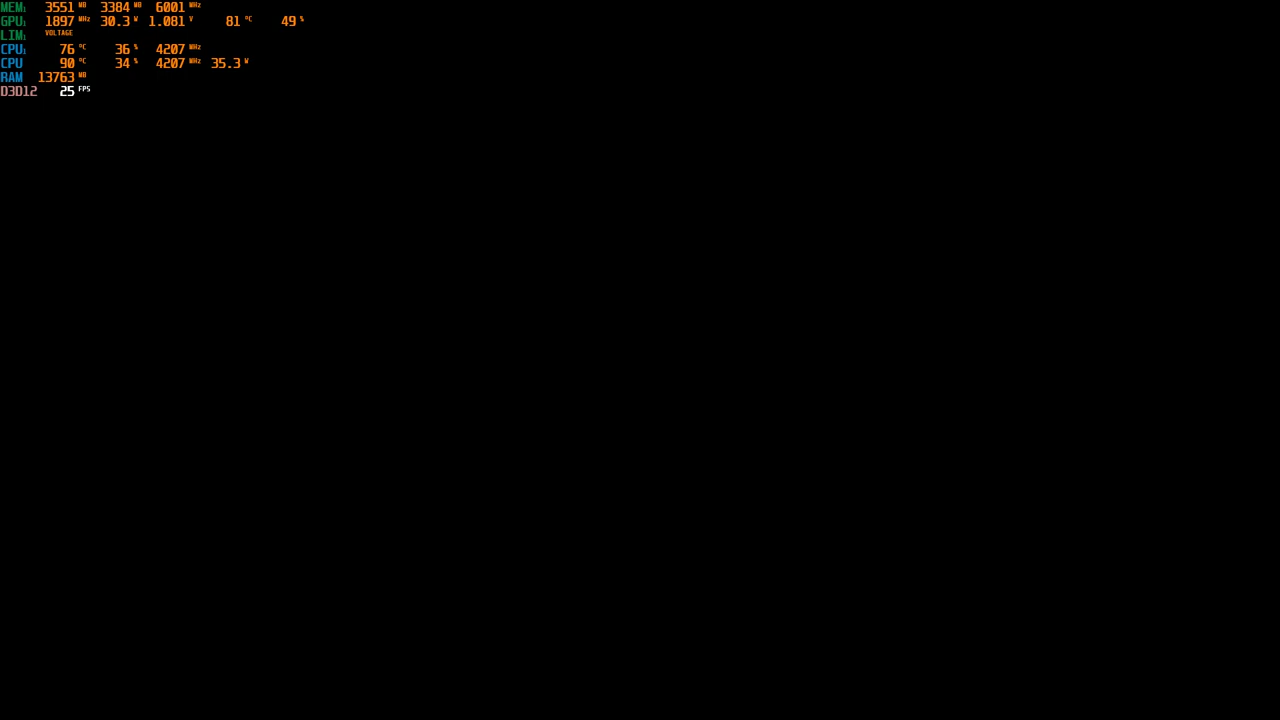 MEM1 3551 MB 3384 MB 6001 MHz
GPU1 1897 MHz 30.3 W 1.081 V 81 °C 49 %
LIM1 VOLTAGE
CPU1 76 °C 36 % 4207 MHz
CPU 90 °C 34 % 4207 MHz 35.3 W
RAM 13763 MB
D3D12 25 FPS